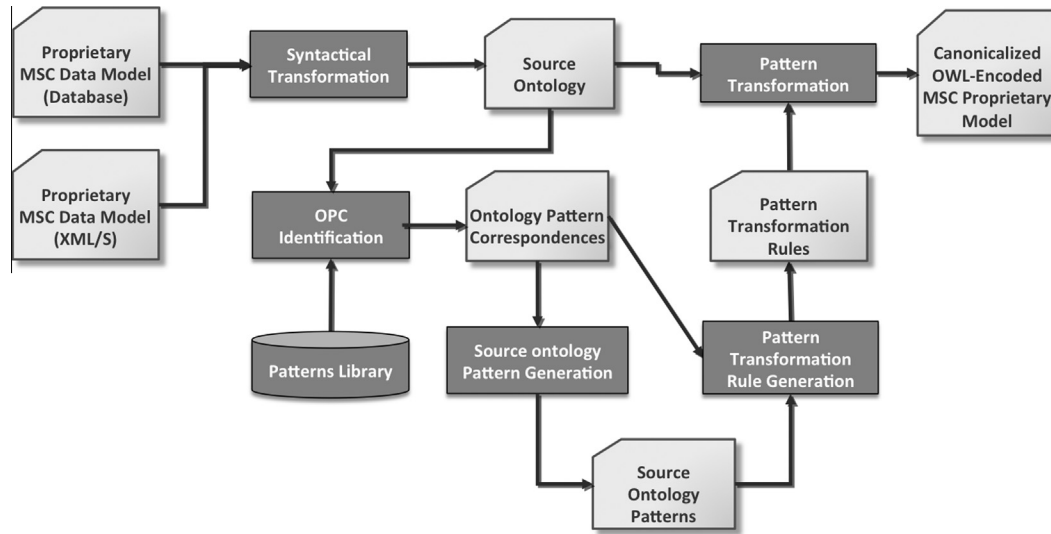 Proprietary
MSC Data Model
(Database)
Syntactical
Transformation
Source
Ontology
Pattern
Transformation
Canonicalized
OWL-Encoded
MSC Proprietary
Model
Proprietary
MSC Data Model
(XML/S)
OPC
Identification
Ontology Pattern
Correspondences
Pattern
Transformation
Rules
Patterns Library
Source ontology
Pattern Generation
Pattern
Transformation
Rule Generation
Source
Ontology
Patterns